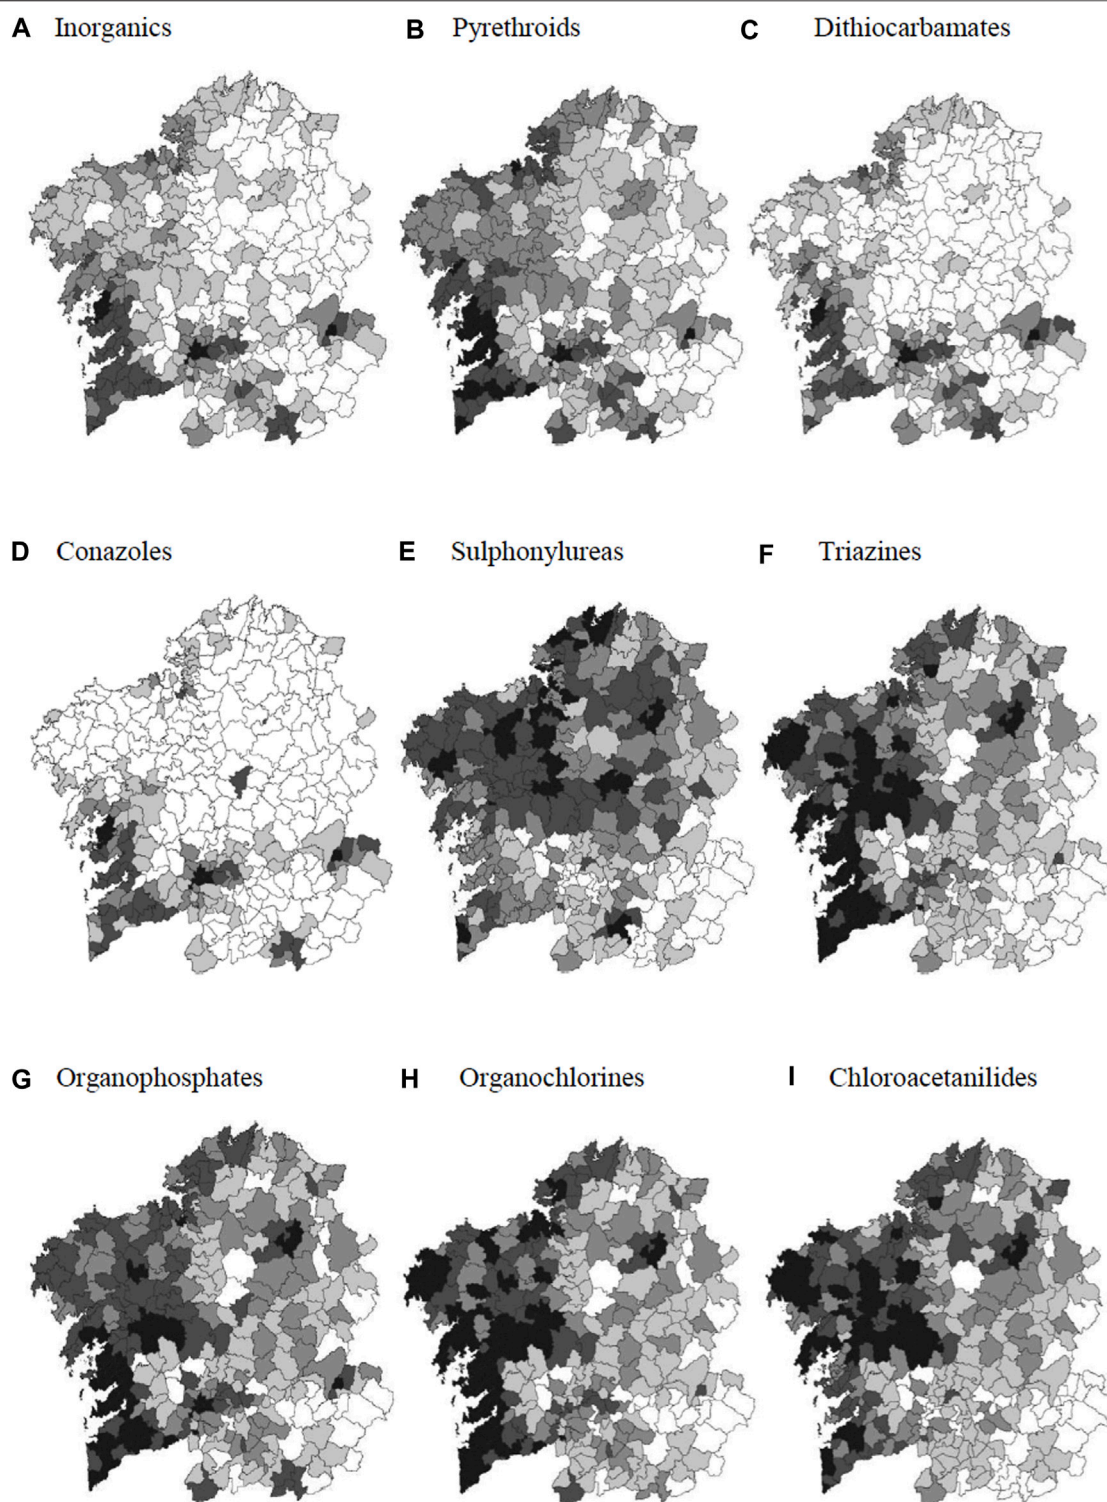 A Inorganics
B Pyrethroids
C Dithiocarbamates
D Conazoles
E Sulphonylureas
F Triazines
G Organophosphates
H Organochlorines
I Chloroacetanilides